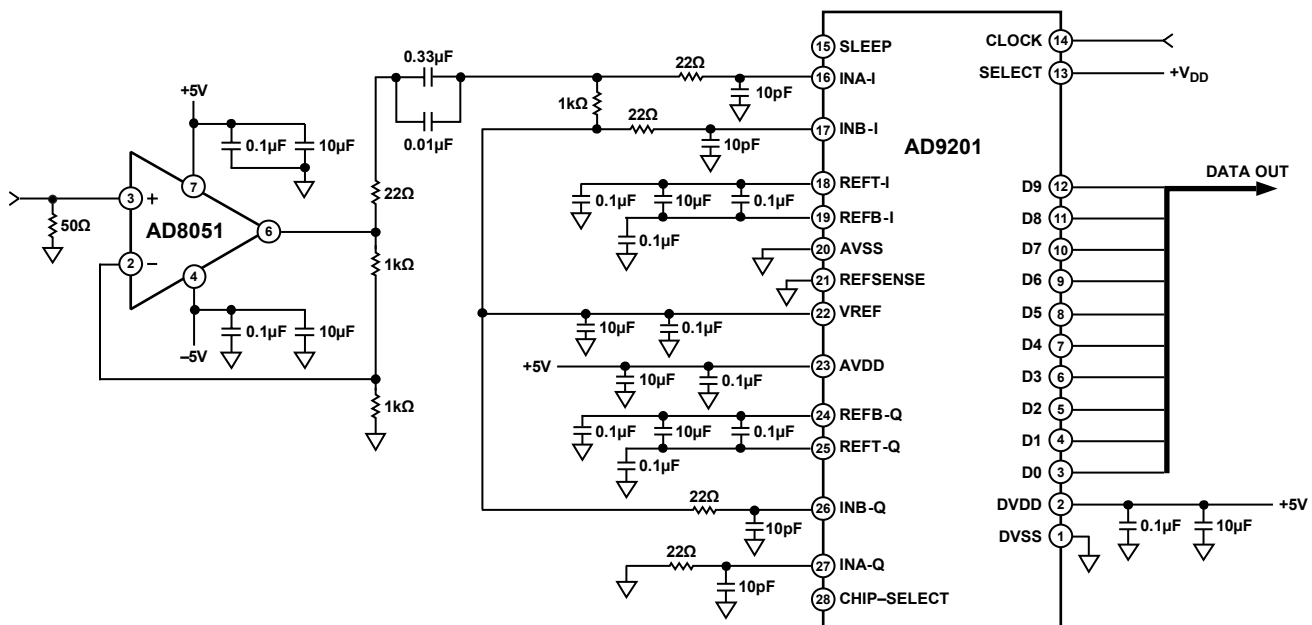 +5V
0.1µF
10µF
7
3
+
50Ω
AD8051
6
2
–
4
0.1µF
10µF
–5V
0.33µF
0.01µF
22Ω
1kΩ
1kΩ
22Ω
10pF
1kΩ
22Ω
10pF
0.1µF
10µF
0.1µF
0.1µF
10µF
0.1µF
+5V
10µF
0.1µF
0.1µF
10µF
0.1µF
0.1µF
22Ω
10pF
22Ω
10pF
15 SLEEP
16 INA-I
17 INB-I
18 REFT-I
19 REFB-I
20 AVSS
21 REFSENSE
22 VREF
23 AVDD
24 REFB-Q
25 REFT-Q
26 INB-Q
27 INA-Q
28 CHIP–SELECT
AD9201
CLOCK 14
SELECT 13
+VDD
DATA OUT
D9 12
D8 11
D7 10
D6 9
D5 8
D4 7
D3 6
D2 5
D1 4
D0 3
DVDD 2
+5V
DVSS 1
0.1µF
10µF